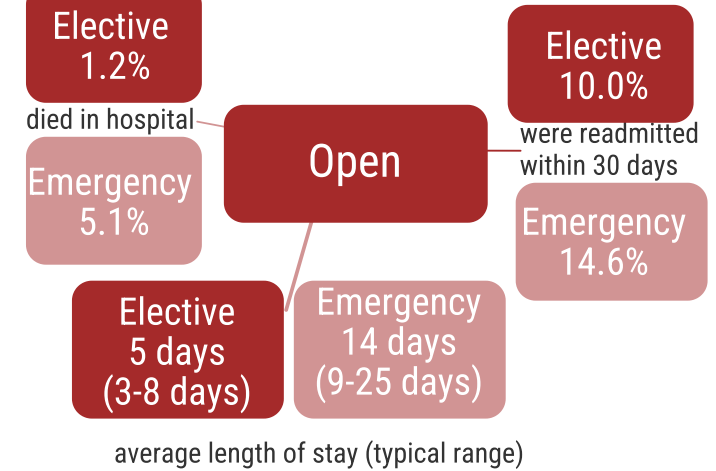 Elective
1.2%
died in hospital
Emergency
5.1%
Open
Elective
10.0%
were readmitted
within 30 days
Emergency
14.6%
Elective
5 days
(3-8 days)
Emergency
14 days
(9-25 days)
average length of stay (typical range)